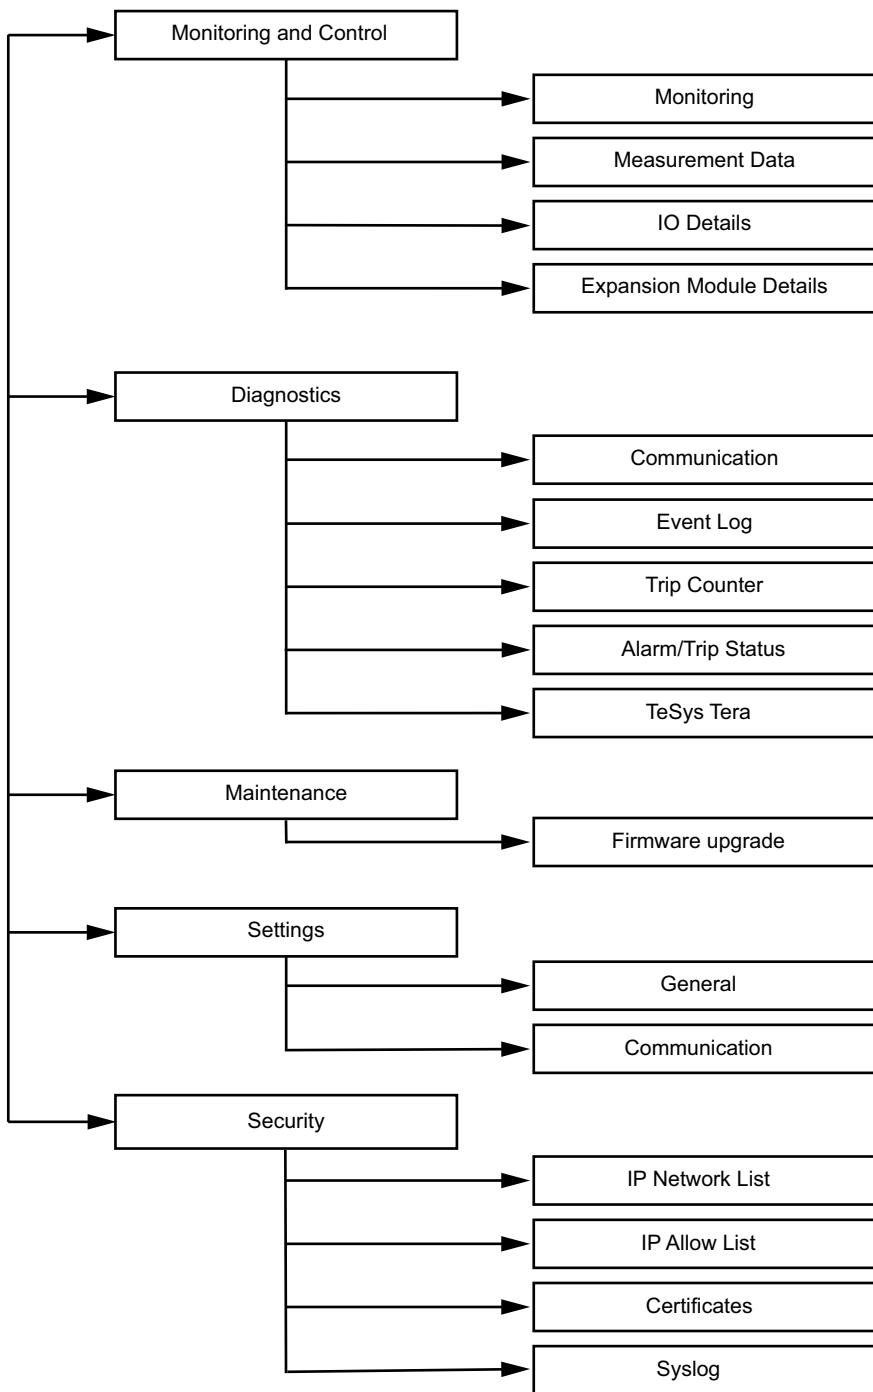 Monitoring and Control
Monitoring
Measurement Data
IO Details
Expansion Module Details
Diagnostics
Communication
Event Log
Trip Counter
Alarm/Trip Status
TeSys Tera
Maintenance
Firmware upgrade
Settings
General
Communication
Security
IP Network List
IP Allow List
Certificates
Syslog